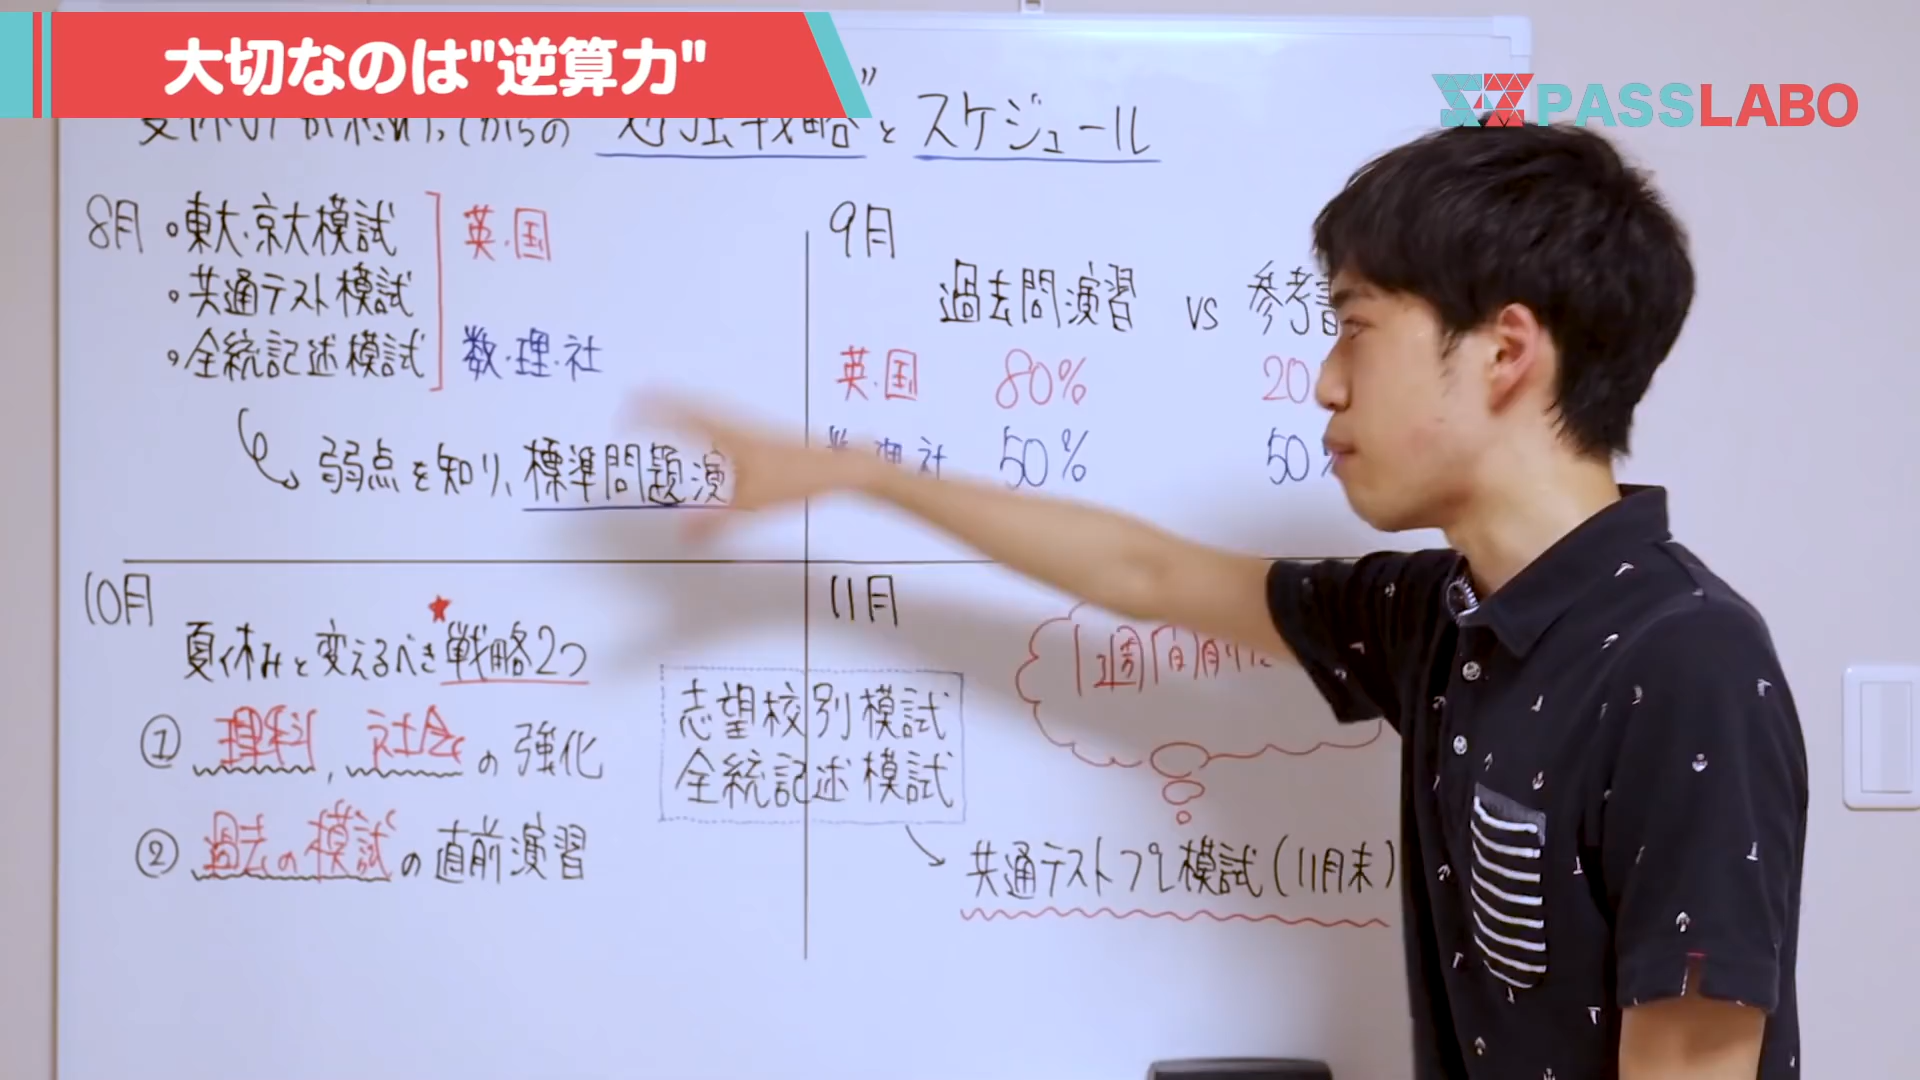 大切なのは"逆算力"
PASSLABO
夏休みが終わってからの "勉強戦略" と スケジュール
8月
・東大・京大模試
・共通テスト模試
・全統記述模試
英・国
数・理・社
弱点を知り、標準問題演
9月
過去問演習 vs 参考書
英・国 80% 20
数・理・社 50% 50%
10月
夏休みと変えるべき戦略2つ
① 理科, 社会の強化
② 過去の模試の直前演習
11月
1週間前に
志望校別模試
全統記述模試
共通テストプレ模試(11月末)